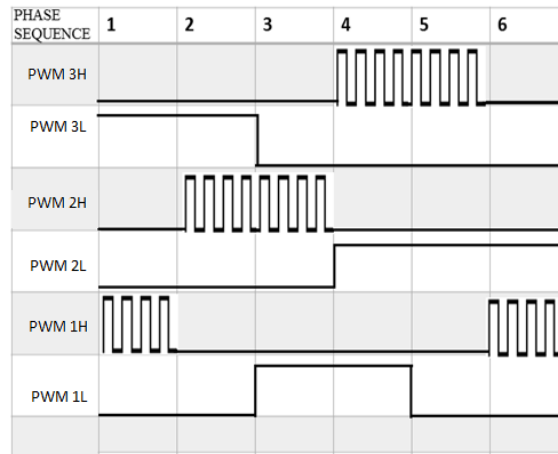 PHASE
SEQUENCE 1 2 3 4 5 6
PWM 3H
PWM 3L
PWM 2H
PWM 2L
PWM 1H
PWM 1L